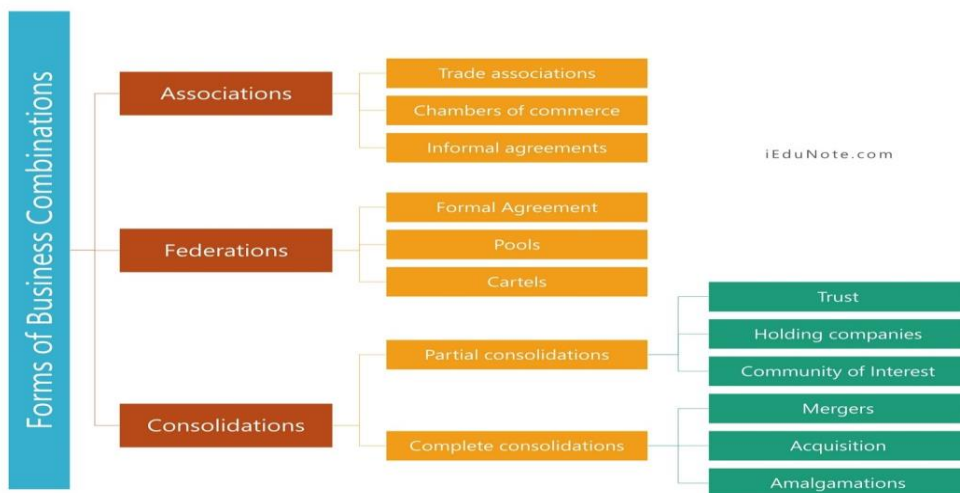 Forms of Business Combinations
Associations
Trade associations
Chambers of commerce
Informal agreements
iEduNote.com
Federations
Formal Agreement
Pools
Cartels
Consolidations
Partial consolidations
Trust
Holding companies
Community of Interest
Complete consolidations
Mergers
Acquisition
Amalgamations